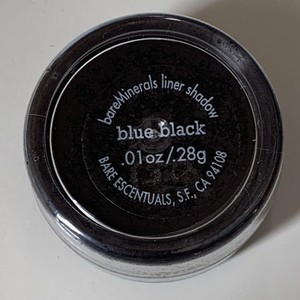 bareMinerals liner shadow
blue black
.01oz/.28g
BARE ESCENTUALS, S.F., CA 94108